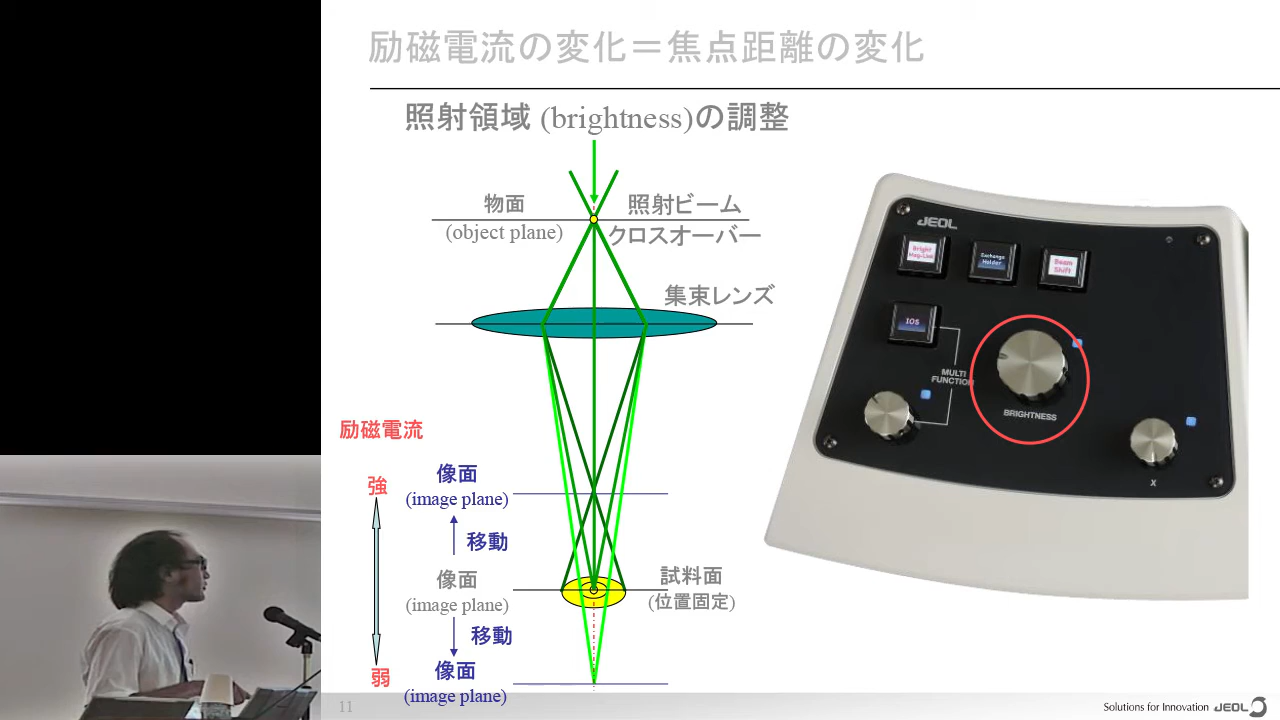 励磁電流の変化＝焦点距離の変化
照射領域 (brightness)の調整
物面
(object plane)
照射ビーム
クロスオーバー
集束レンズ
励磁電流
強
像面
(image plane)
移動
像面
(image plane)
試料面
(位置固定)
移動
弱
像面
(image plane)
JEOL
Bright
Mag-Link
Exchange
Holder
Beam
Shift
IOS
MULTI
FUNCTION
BRIGHTNESS
X
11
Solutions for Innovation JEOL